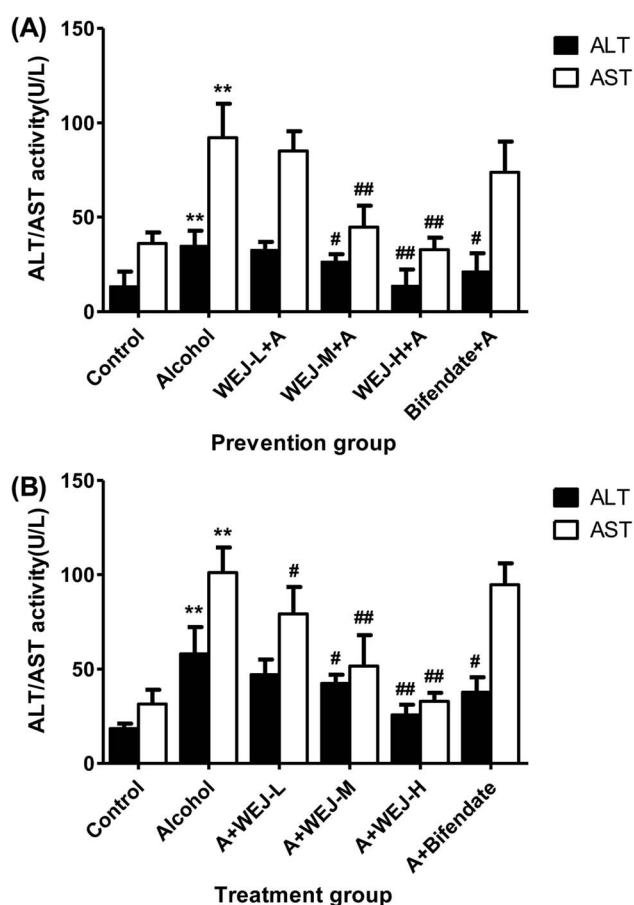 (A)
150
100
50
0
ALT/AST activity(U/L)
ALT
AST
**
**
#
##
##
##
#
Control
Alcohol
WEJ-L+A
WEJ-M+A
WEJ-H+A
Bifendate+A
Prevention group
(B)
150
100
50
0
ALT/AST activity(U/L)
ALT
AST
**
**
#
#
##
##
##
#
Control
Alcohol
A+WEJ-L
A+WEJ-M
A+WEJ-H
A+Bifendate
Treatment group